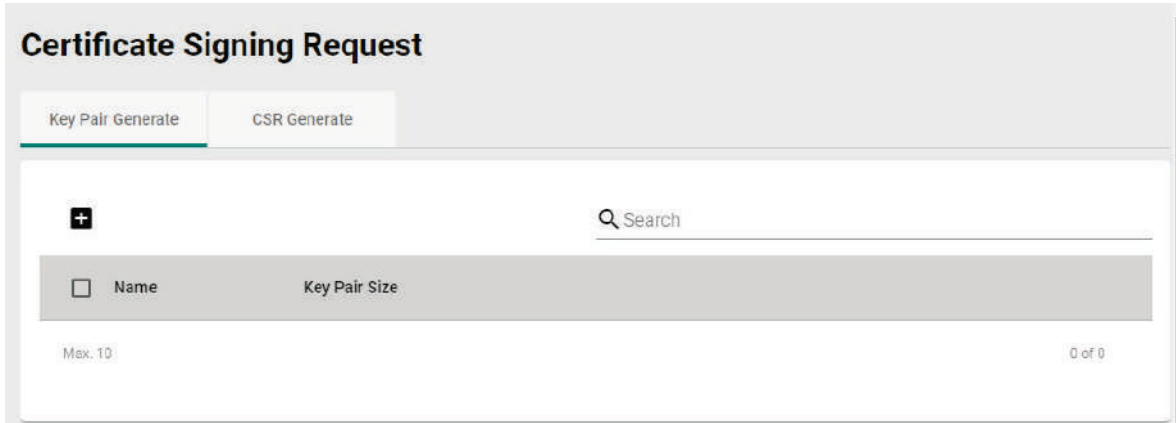 Certificate Signing Request
Key Pair Generate CSR Generate
Search
Name Key Pair Size
Max. 10 0 of 0